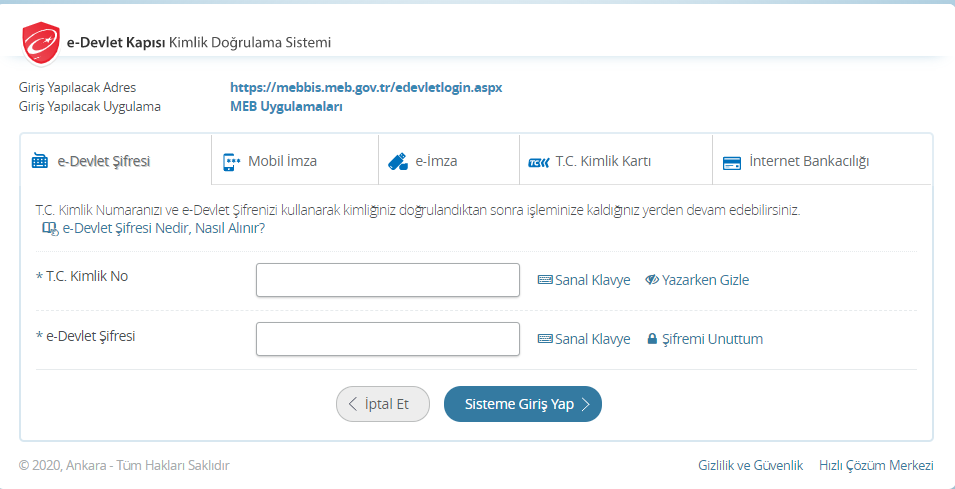 e-Devlet Kapısı Kimlik Doğrulama Sistemi
Giriş Yapılacak Adres https://mebbis.meb.gov.tr/edevletlogin.aspx
Giriş Yapılacak Uygulama MEB Uygulamaları
e-Devlet Şifresi Mobil İmza e-İmza T.C. Kimlik Kartı İnternet Bankacılığı
T.C. Kimlik Numaranızı ve e-Devlet Şifrenizi kullanarak kimliğiniz doğrulandıktan sonra işleminize kaldığınız yerden devam edebilirsiniz.
e-Devlet Şifresi Nedir, Nasıl Alınır?
* T.C. Kimlik No Sanal Klavye Yazarken Gizle
* e-Devlet Şifresi Sanal Klavye Şifremi Unuttum
İptal Et Sisteme Giriş Yap
© 2020, Ankara - Tüm Hakları Saklıdır Gizlilik ve Güvenlik Hızlı Çözüm Merkezi